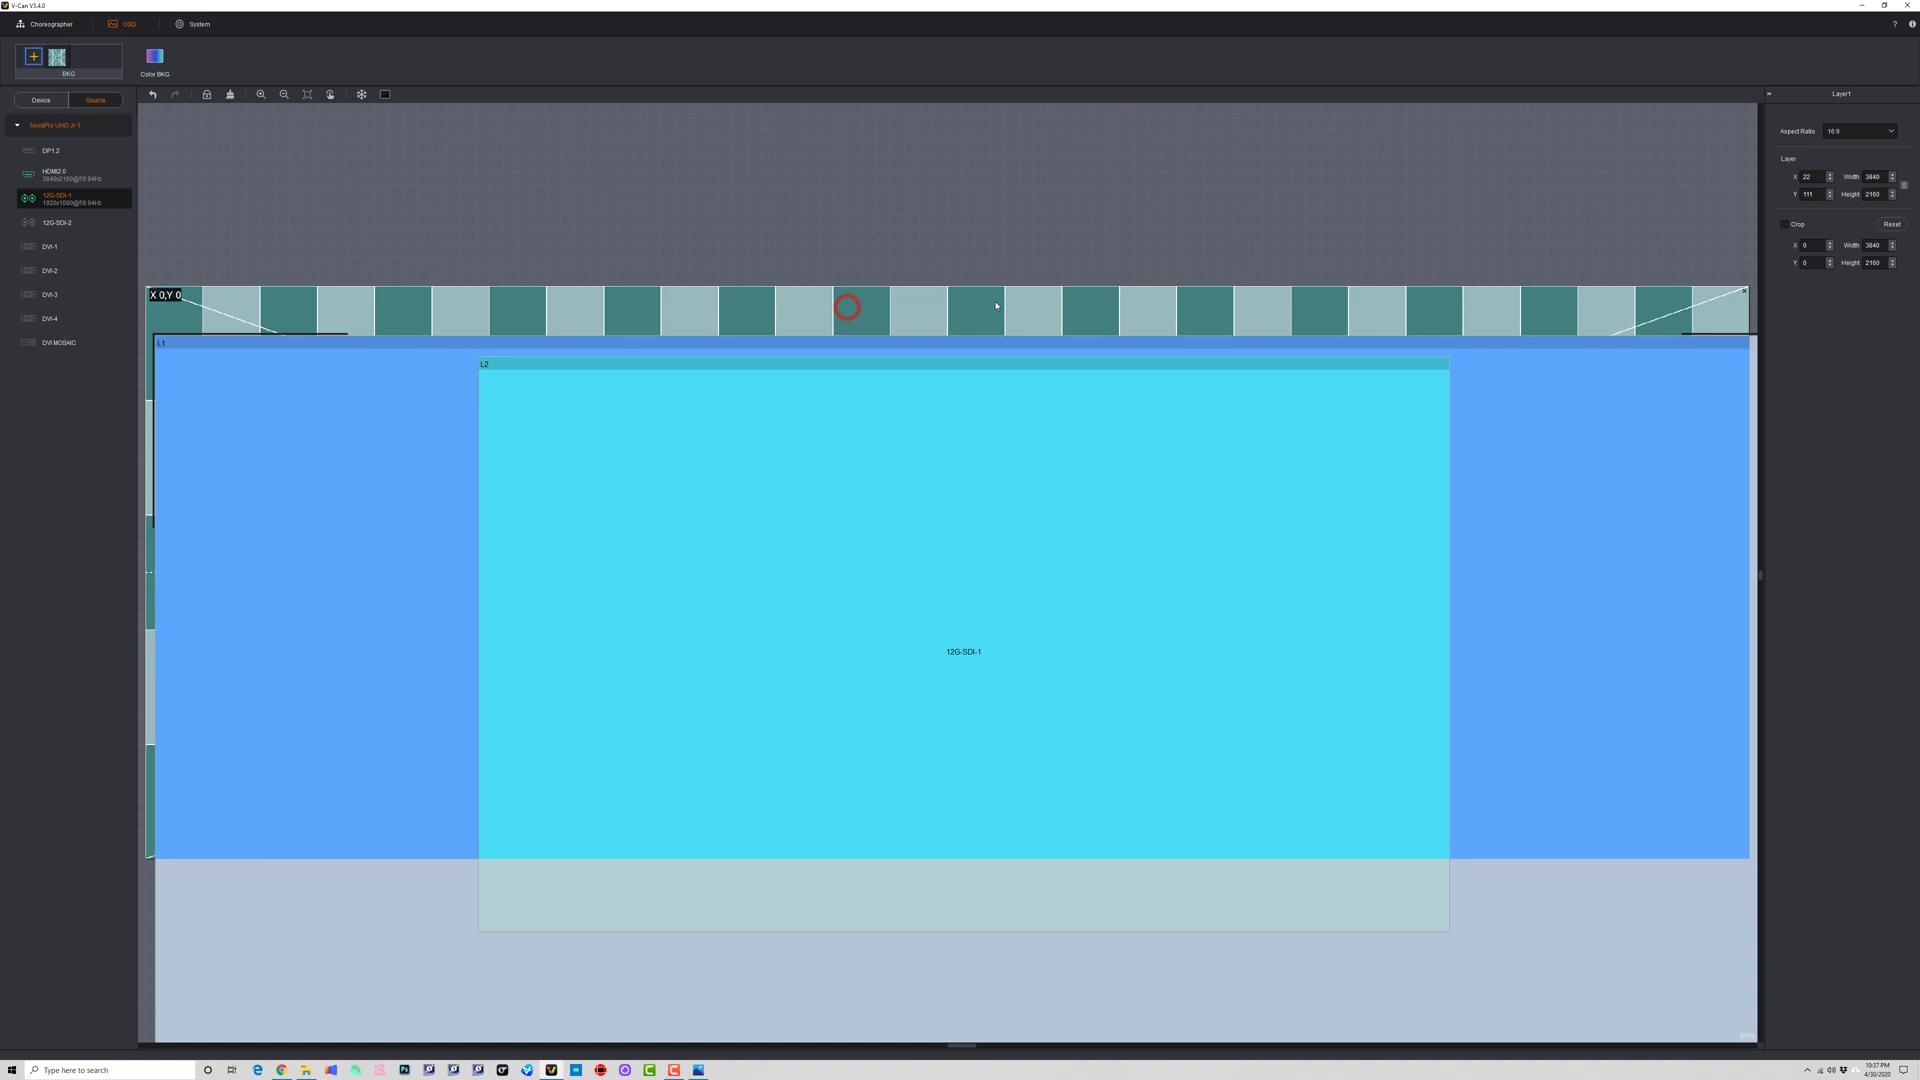 V-Can V3.4.0
Choreographer
OSD
System
?
BKG
Color BKG
Device
Source
Layer1
NovaPro UHD Jr-1
DP1.2
HDMI2.0
3840x2160@59.94Hz
12G-SDI-1
1920x1080@59.94Hz
12G-SDI-2
DVI-1
DVI-2
DVI-3
DVI-4
DVI MOSAIC
Aspect Ratio 16:9
Layer
X 22 Width 3840
Y 111 Height 2160
Crop Reset
X 0 Width 3840
Y 0 Height 2160
X 0,Y 0
L1
L2
12G-SDI-1
89%
Type here to search
Ps
10:37 PM
4/30/2020